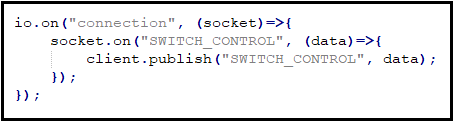 io.on("connection", (socket)=>{
    socket.on("SWITCH_CONTROL", (data)=>{
        client.publish("SWITCH_CONTROL", data);
    });
});